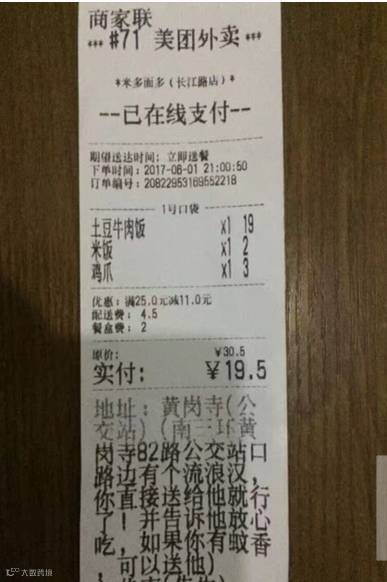 商家联
*** #71 美团外卖 ***
*米多面多(长江路店)*
--已在线支付--
期望送达时间: 立即送餐
下单时间: 2017-06-01 21:00:50
订单编号: 20822953169552218
1号口袋
土豆牛肉饭 x1 19
米饭 x1 2
鸡爪 x1 3
优惠: 满25.0元减11.0元
配送费: 4.5
餐盒费: 2
原价: ¥30.5
实付: ¥19.5
地址: 黄岗寺(公
交站)(南三环黄
岗寺82路公交站口
路边有个流浪汉,
你直接送给他就行
了!并告诉他放心
吃,如果你有蚊香
,可以送他)
大数跨境